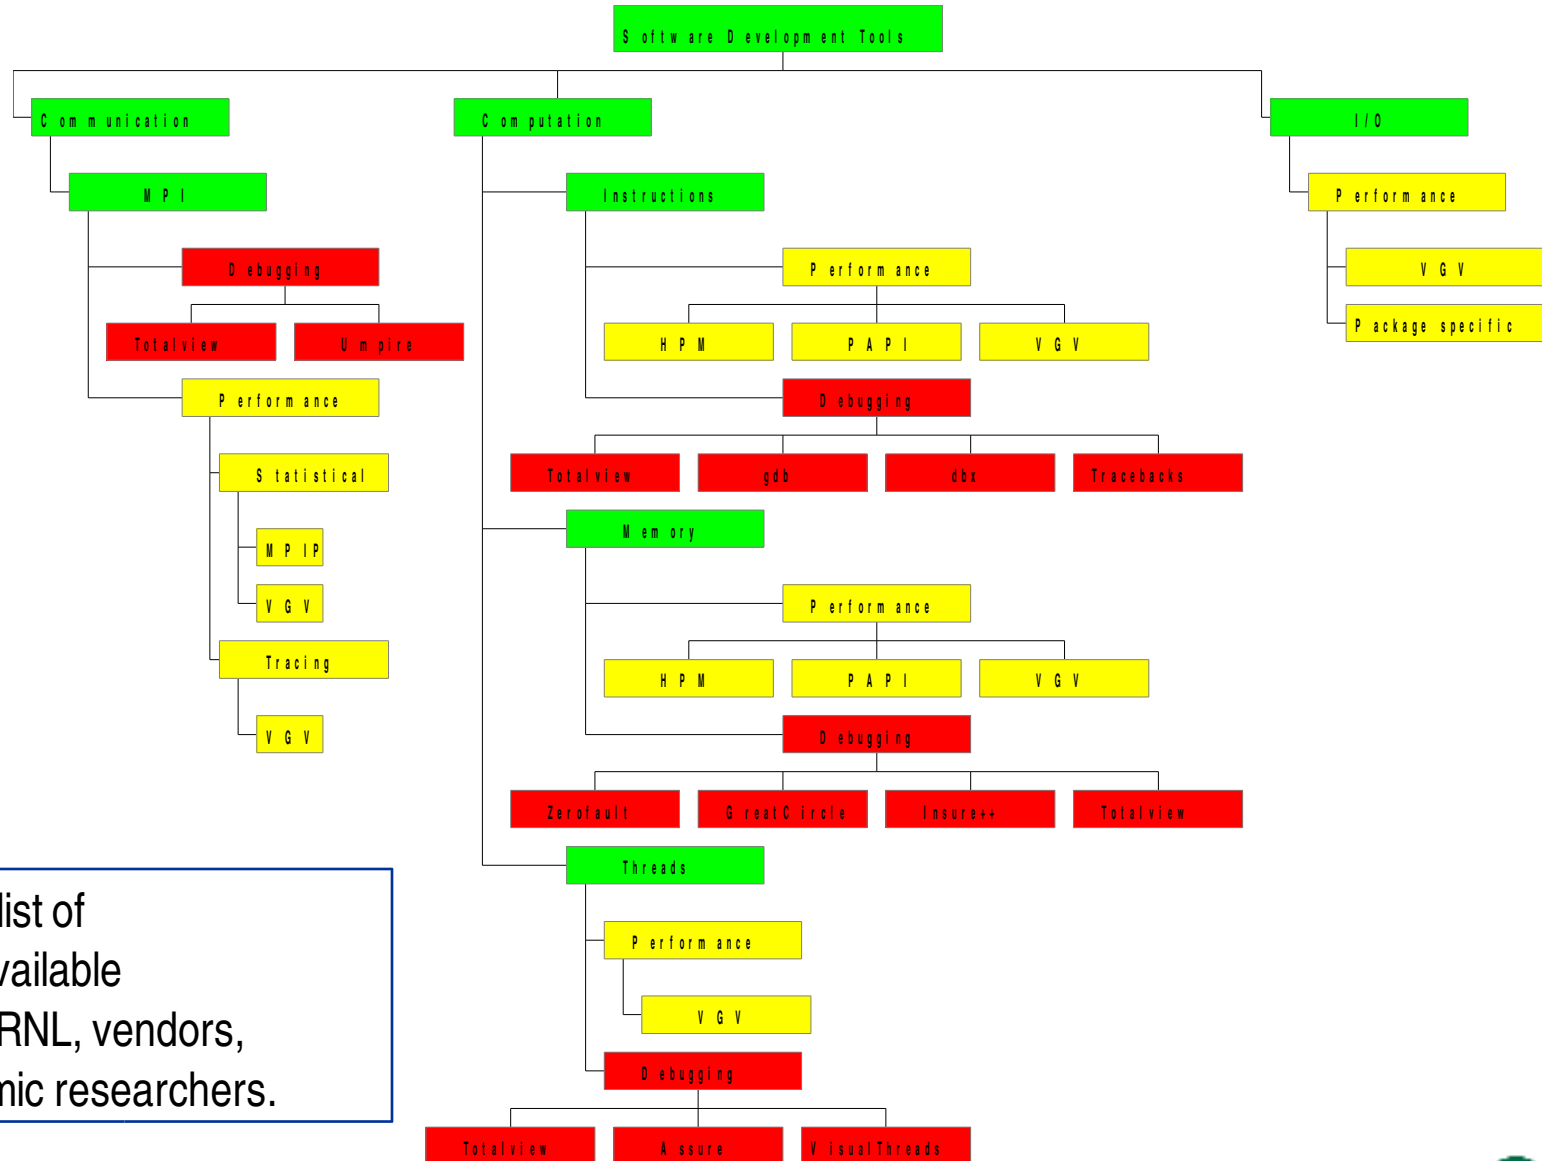 Software Development Tools
Communication
Computation
I/O
MPI
Instructions
Performance
Debugging
Performance
VGV
Totalview
Umpire
HPM
PAPI
VGV
Package specific
Performance
Debugging
Statistical
Totalview
gdb
dbx
Tracebacks
MPIP
Memory
VGV
Performance
Tracing
HPM
PAPI
VGV
VGV
Debugging
Zerofault
GreatCircle
Insure++
Totalview
Threads
list of
Performance
vailable
VGV
RNL, vendors,
Debugging
mic researchers.
Totalview
Assure
VisualThreads